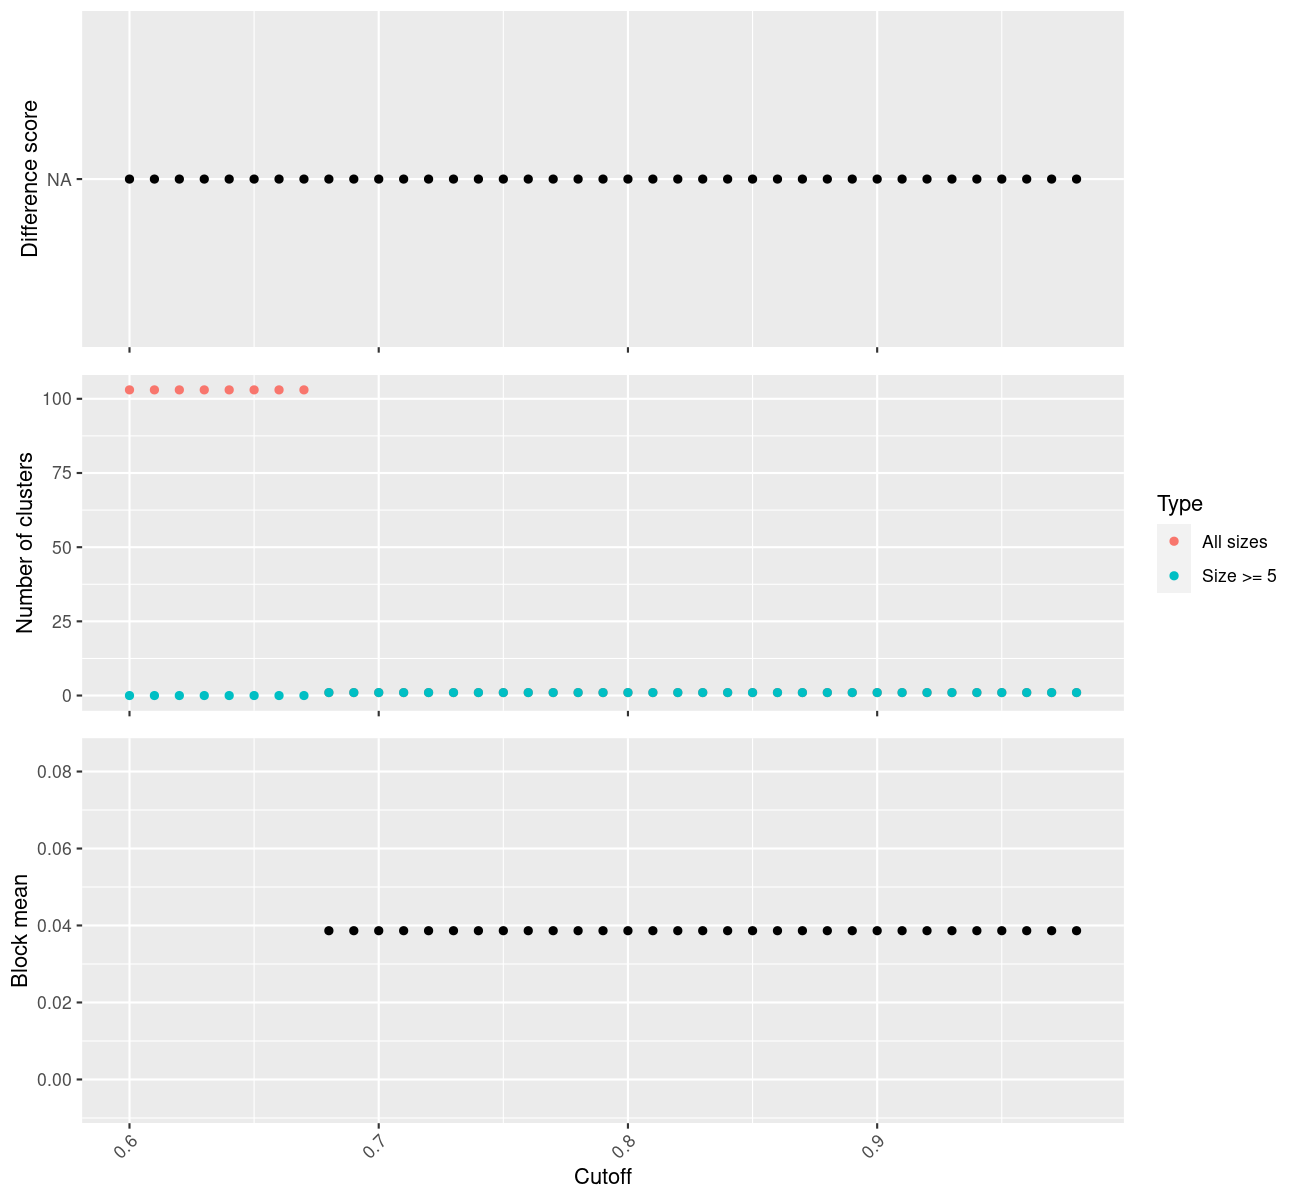 Difference score
NA
Number of clusters
100
75
50
25
0
Type
All sizes
Size >= 5
Block mean
0.08
0.06
0.04
0.02
0.00
0.6
0.7
0.8
0.9
Cutoff